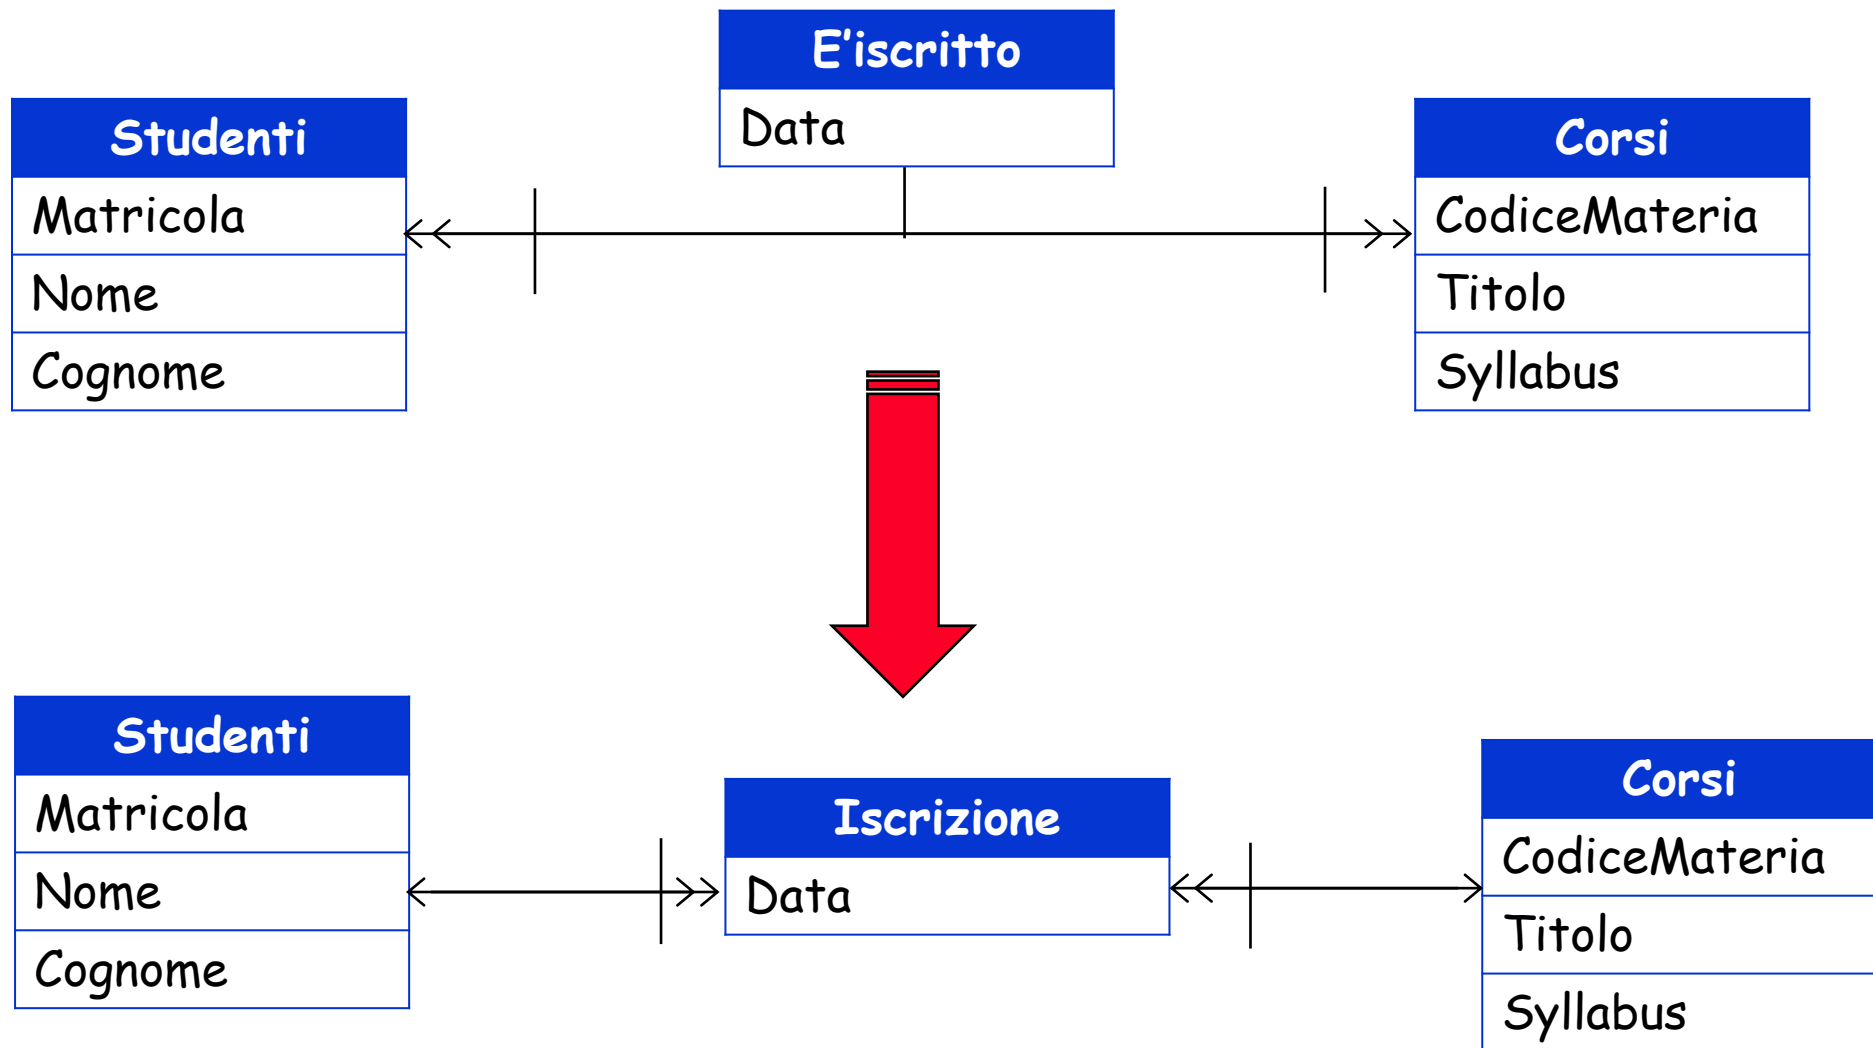 E'iscritto
Data
Studenti
Matricola
Nome
Cognome
Corsi
CodiceMateria
Titolo
Syllabus
Studenti
Matricola
Nome
Cognome
Iscrizione
Data
Corsi
CodiceMateria
Titolo
Syllabus